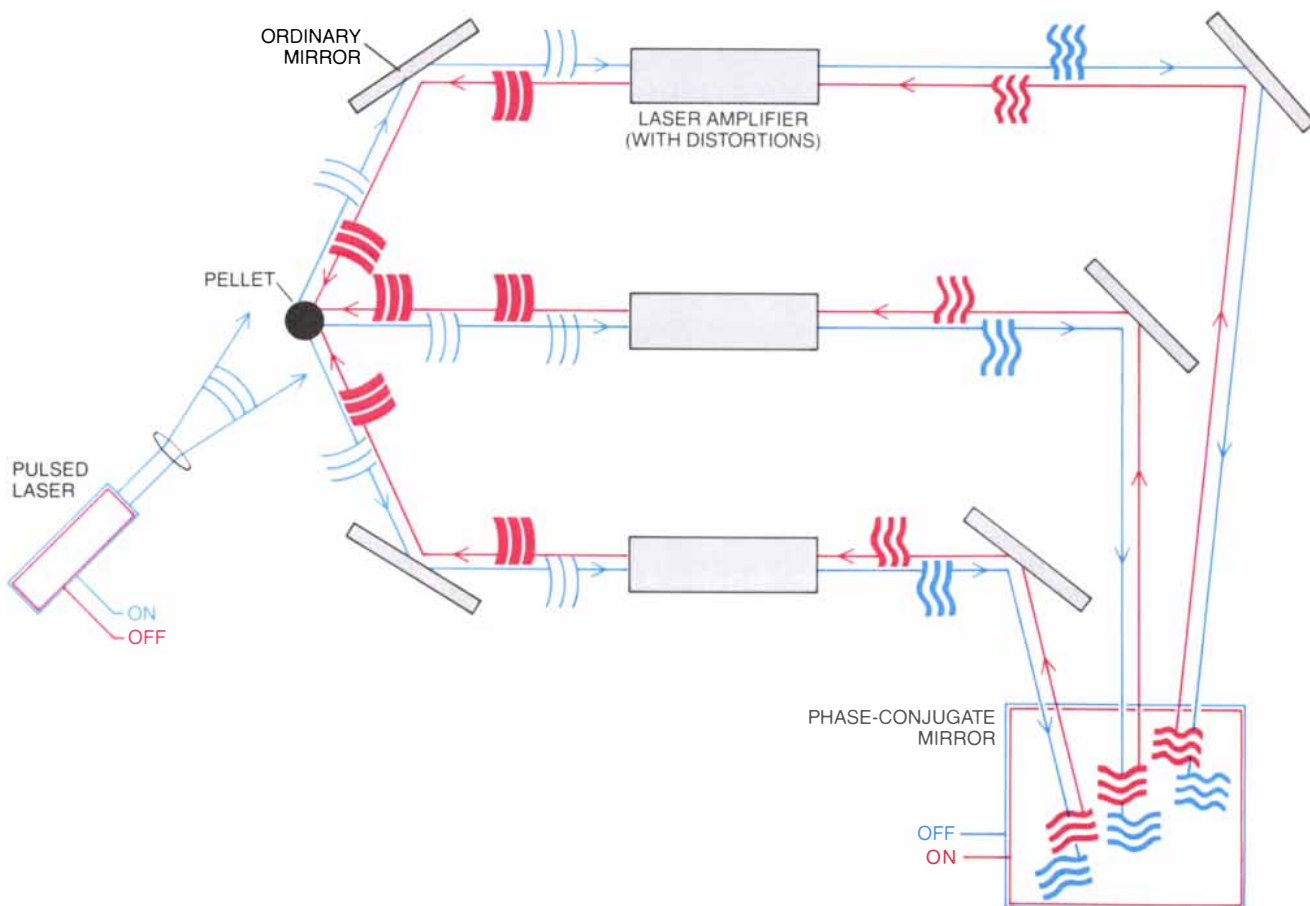 ORDINARY
MIRROR
LASER AMPLIFIER
(WITH DISTORTIONS)
PELLET
PULSED
LASER
ON
OFF
PHASE-CONJUGATE
MIRROR
OFF
ON